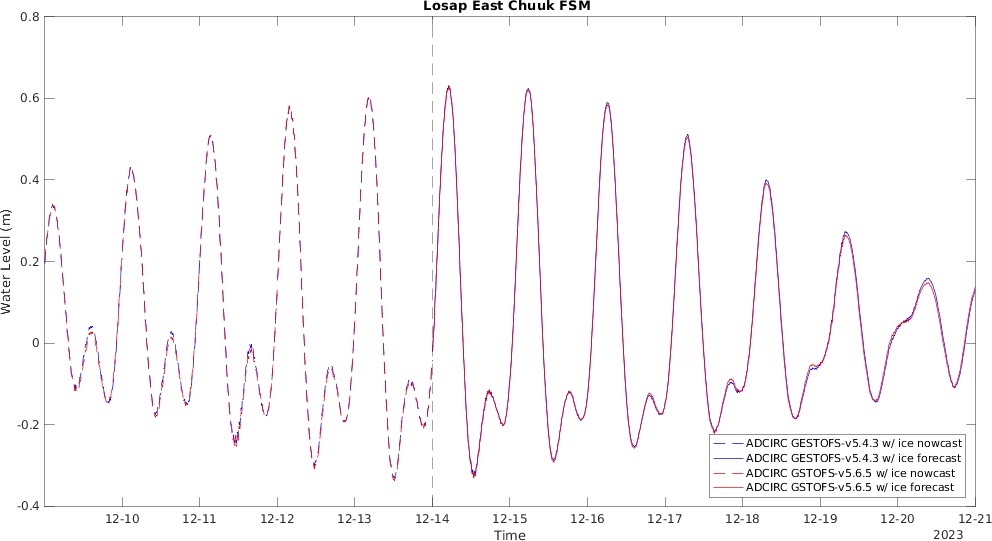 Losap East Chuuk FSM
0.8
0.6
0.4
0.2
0
-0.2
-0.4
Water Level (m)
12-10 12-11 12-12 12-13 12-14 12-15 12-16 12-17 12-18 12-19 12-20 12-21
Time
2023
ADCIRC GESTOFS-v5.4.3 w/ ice nowcast
ADCIRC GESTOFS-v5.4.3 w/ ice forecast
ADCIRC GSTOFS-v5.6.5 w/ ice nowcast
ADCIRC GSTOFS-v5.6.5 w/ ice forecast